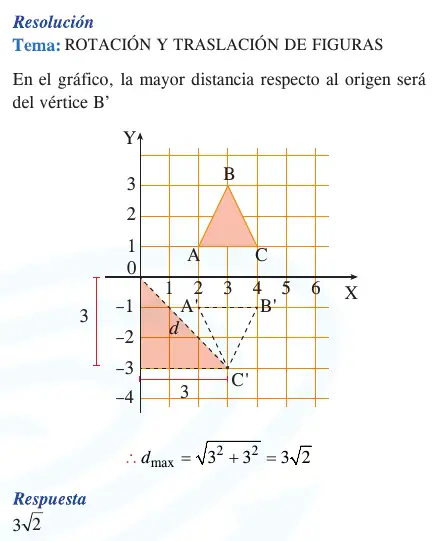 Resolución
Tema: ROTACIÓN Y TRASLACIÓN DE FIGURAS
En el gráfico, la mayor distancia respecto al origen será
del vértice B’
Y
B
3
2
1
A
C
0
1 2 3 4 5 6
X
A'
B'
–1
3
d
–2
–3
C'
3
–4
∴ d_max = √(3² + 3²) = 3√2
Respuesta
3√2